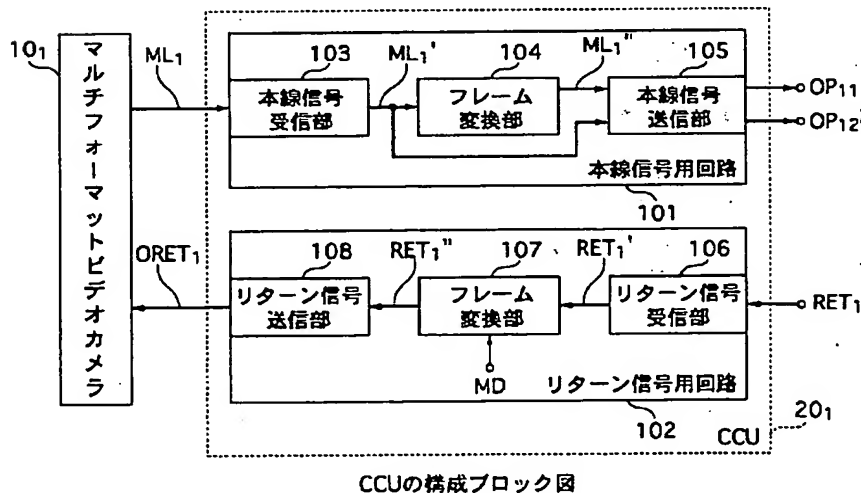 10₁
マルチフォーマットビデオカメラ
ML₁
103
ML₁'
104
ML₁"
105
本線信号
受信部
フレーム
変換部
本線信号
送信部
OP₁₁
OP₁₂
本線信号用回路
101
ORET₁
108
RET₁"
107
RET₁'
106
リターン信号
送信部
フレーム
変換部
リターン信号
受信部
RET₁
MD
リターン信号用回路
102
CCU
20₁
CCUの構成ブロック図